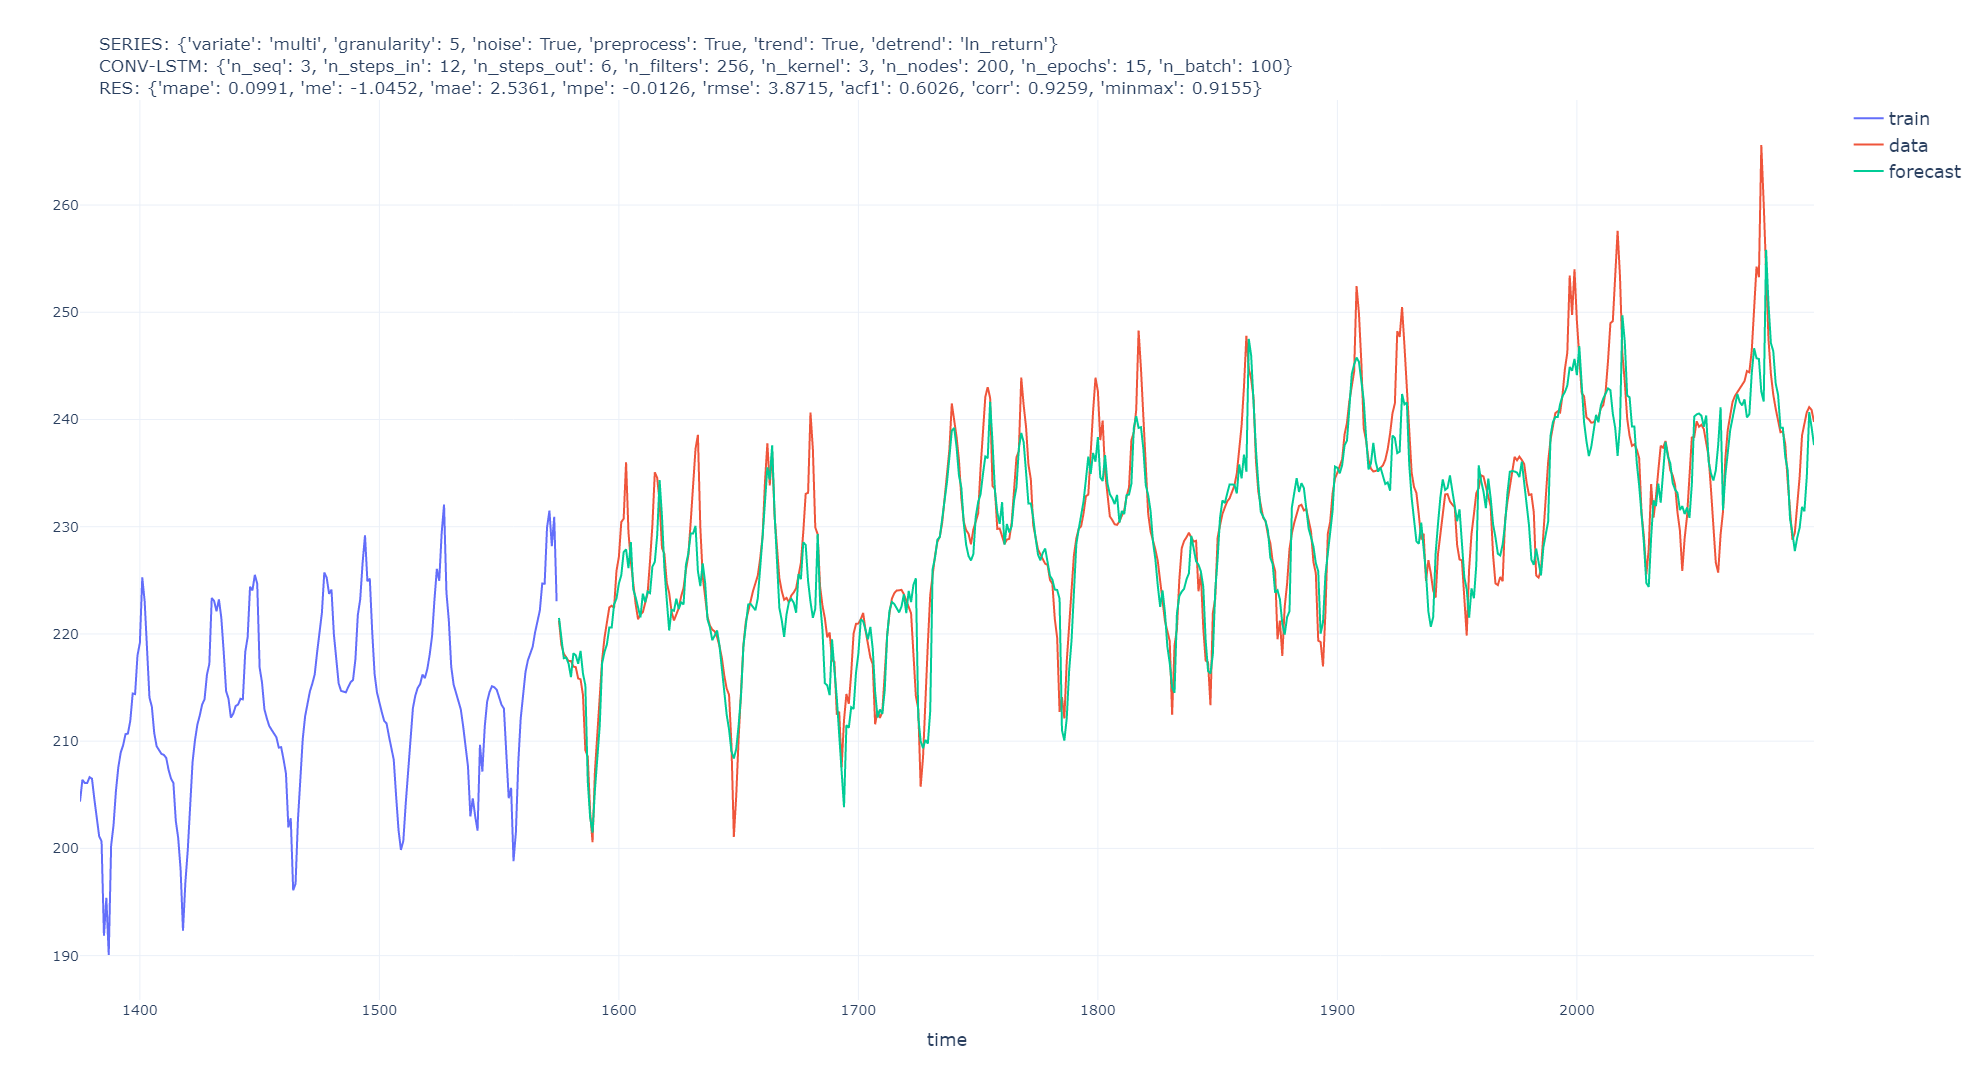 SERIES: {'variate': 'multi', 'granularity': 5, 'noise': True, 'preprocess': True, 'trend': True, 'detrend': 'ln_return'}
CONV-LSTM: {'n_seq': 3, 'n_steps_in': 12, 'n_steps_out': 6, 'n_filters': 256, 'n_kernel': 3, 'n_nodes': 200, 'n_epochs': 15, 'n_batch': 100}
RES: {'mape': 0.0991, 'me': -1.0452, 'mae': 2.5361, 'mpe': -0.0126, 'rmse': 3.8715, 'acf1': 0.6026, 'corr': 0.9259, 'minmax': 0.9155}
train
data
forecast
260
250
240
230
220
210
200
190
1400 1500 1600 1700 1800 1900 2000
time